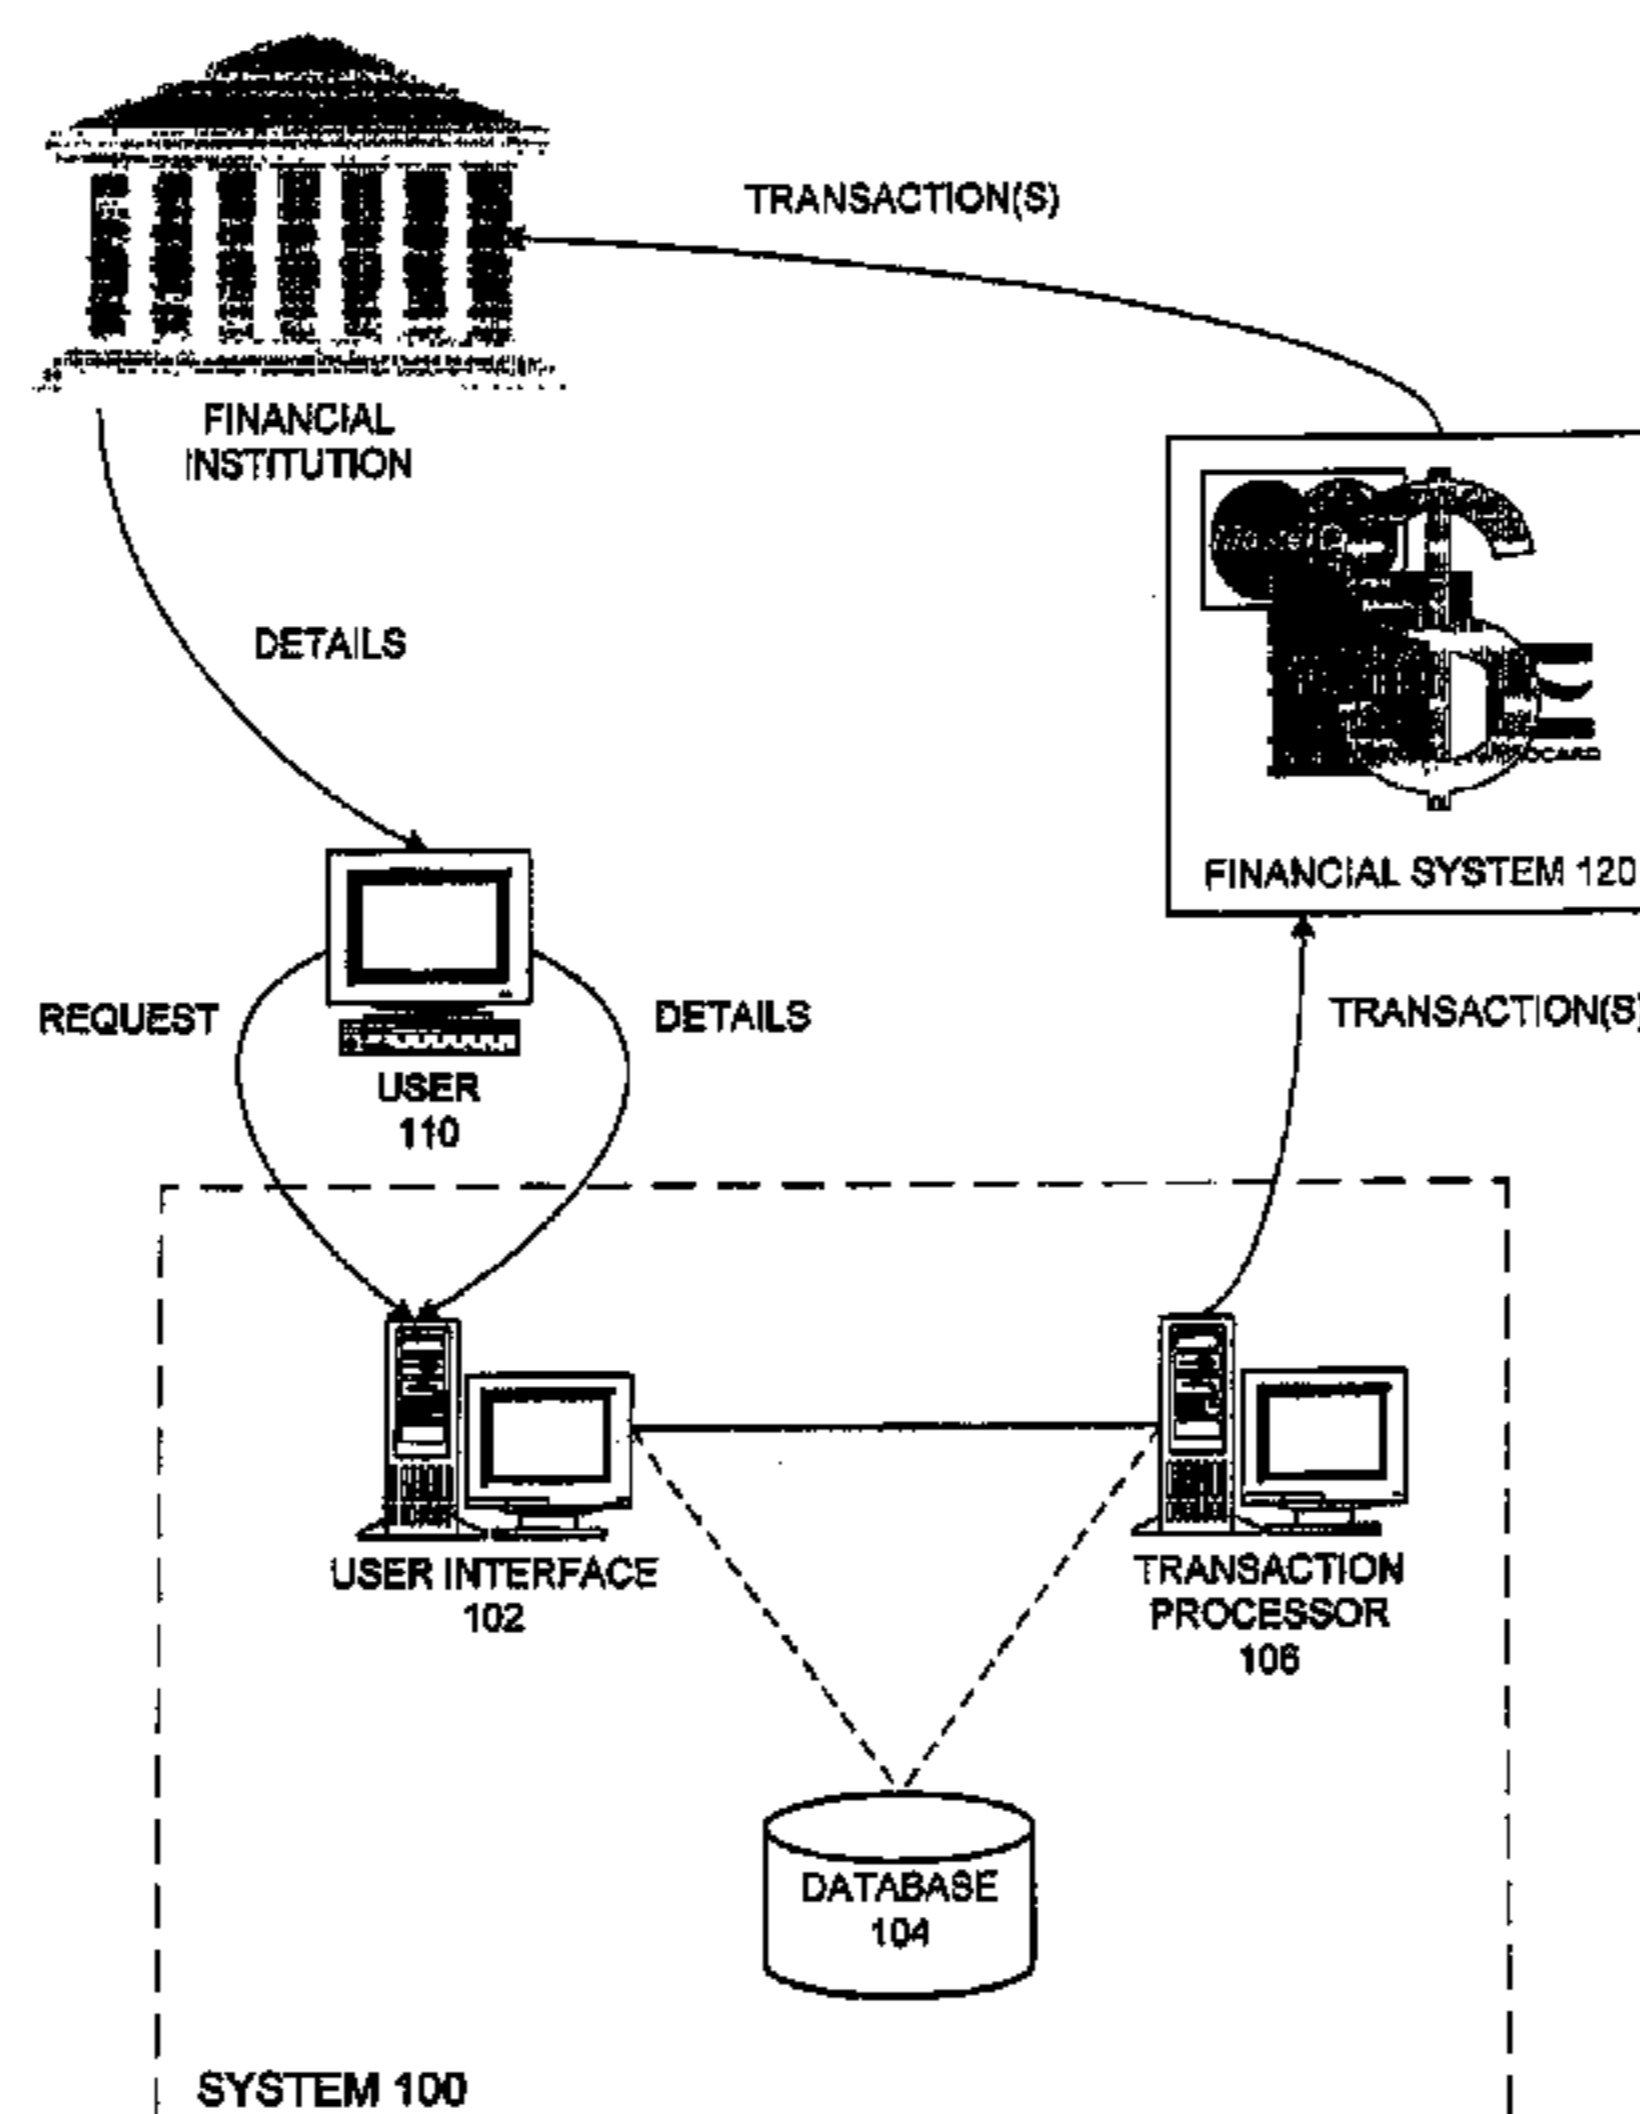 TRANSACTION(S)
FINANCIAL
INSTITUTION
DETAILS
FINANCIAL SYSTEM 120
REQUEST
DETAILS
TRANSACTION(S)
USER
110
USER INTERFACE
102
TRANSACTION
PROCESSOR
106
DATABASE
104
SYSTEM 100